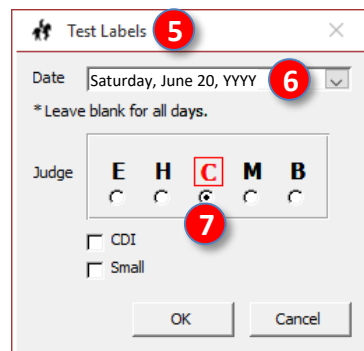 Test Labels 5
Date Saturday, June 20, YYYY 6
*Leave blank for all days.
Judge E H C M B
7
CDI
Small
OK Cancel